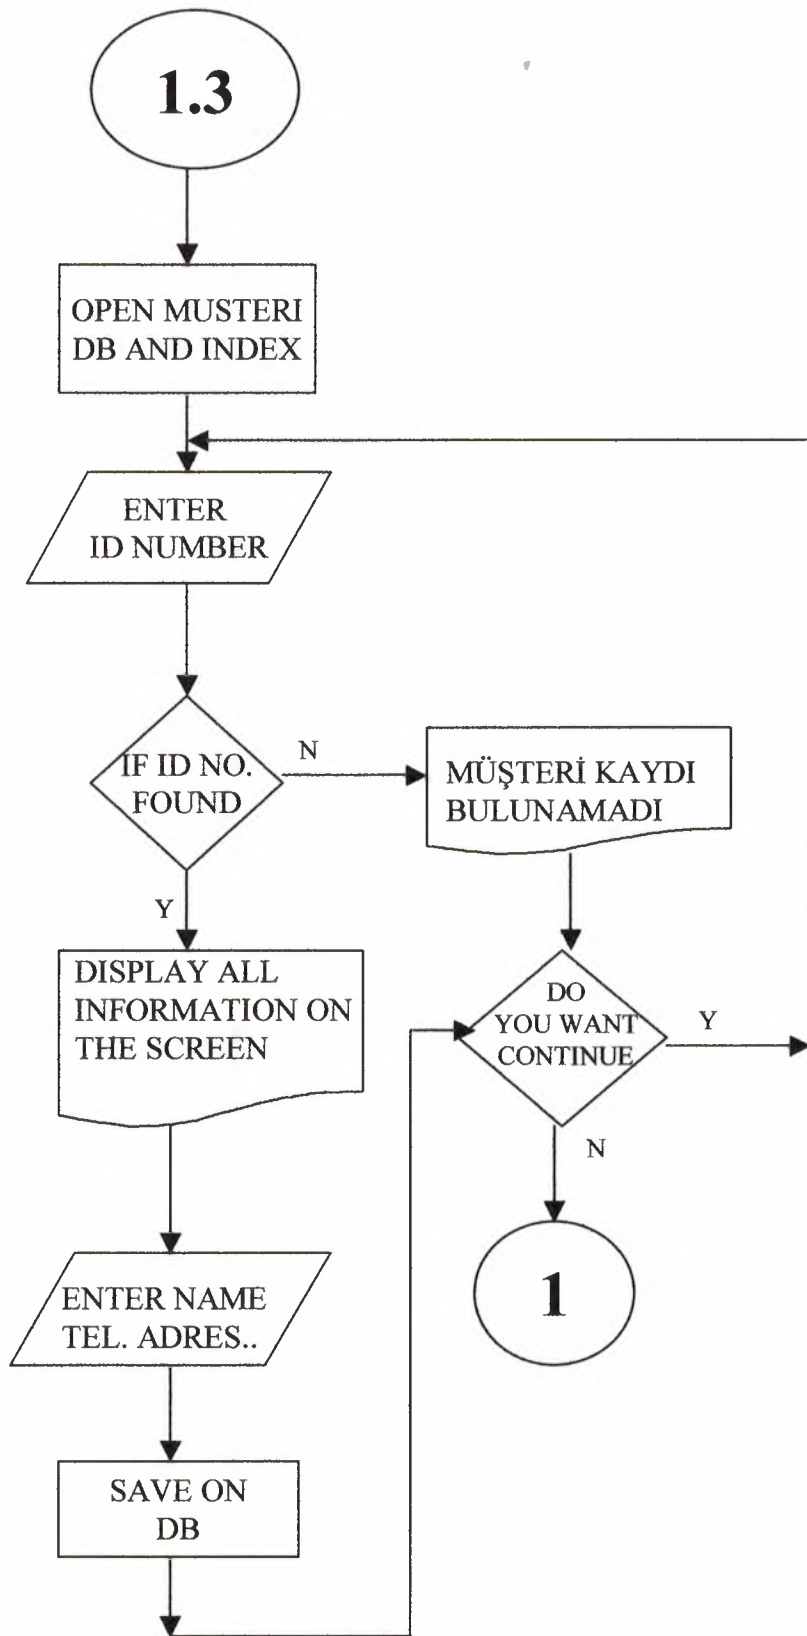 1.3
OPEN MUSTERI
DB AND INDEX
ENTER
ID NUMBER
IF ID NO.
FOUND
N
MÜŞTERİ KAYDI
BULUNAMADI
Y
DISPLAY ALL
INFORMATION ON
THE SCREEN
DO
YOU WANT
CONTINUE
Y
N
1
ENTER NAME
TEL. ADRES..
SAVE ON
DB